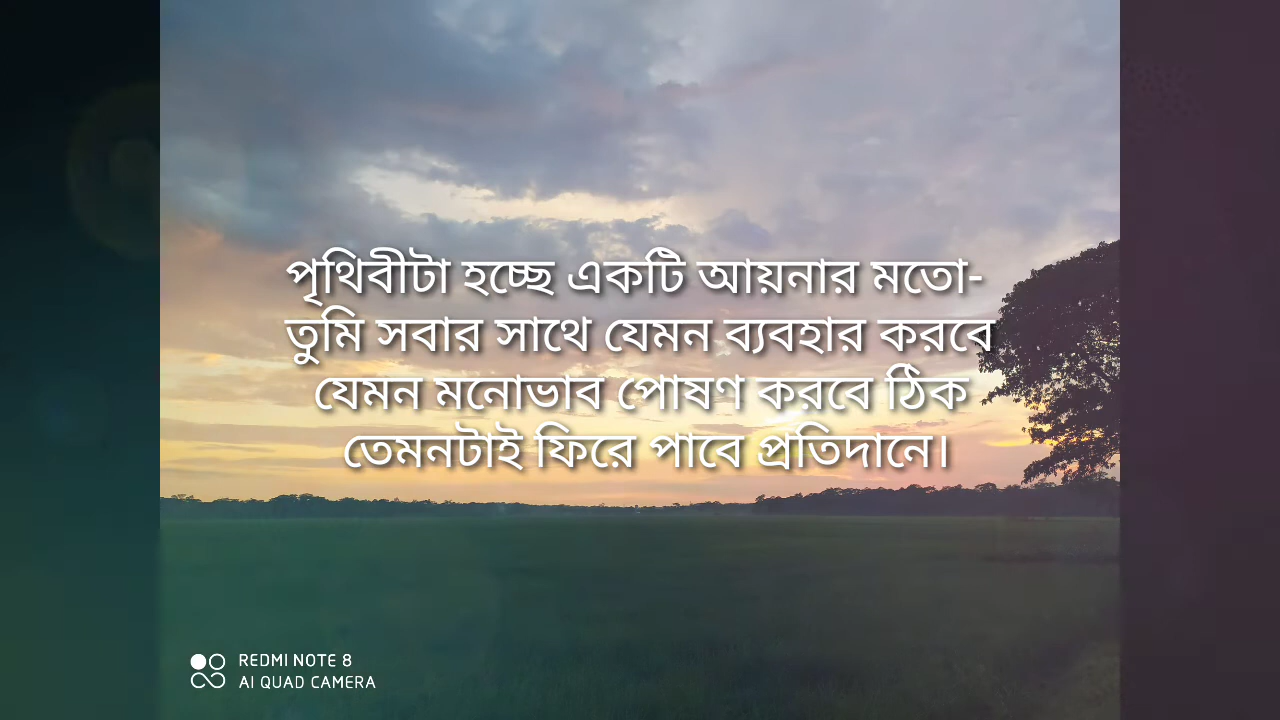 পৃথিবীটা হচ্ছে একটি আয়নার মতো-
তুমি সবার সাথে যেমন ব্যবহার করবে
যেমন মনোভাব পোষণ করবে ঠিক
তেমনটাই ফিরে পাবে প্রতিদানে।
REDMI NOTE 8
AI QUAD CAMERA